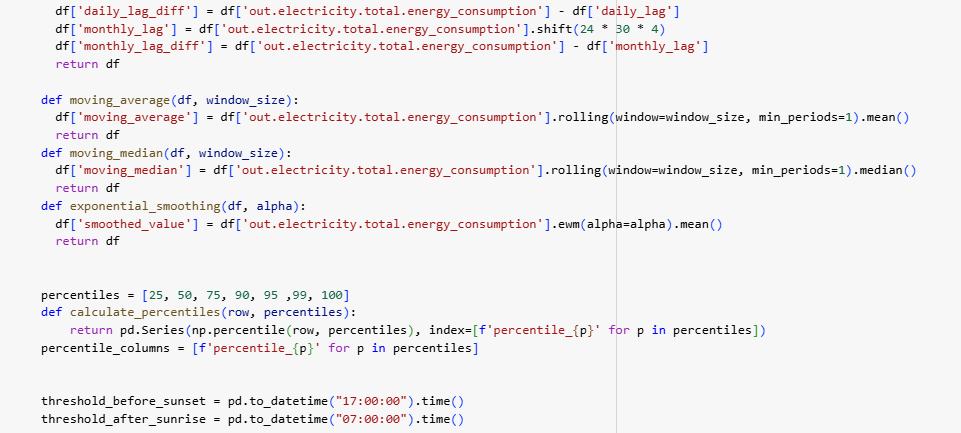 df['daily_lag_diff'] = df['out.electricity.total.energy_consumption'] - df['daily_lag']
df['monthly_lag'] = df['out.electricity.total.energy_consumption'].shift(24 * 30 * 4)
df['monthly_lag_diff'] = df['out.electricity.total.energy_consumption'] - df['monthly_lag']
return df
def moving_average(df, window_size):
df['moving_average'] = df['out.electricity.total.energy_consumption'].rolling(window=window_size, min_periods=1).mean()
return df
def moving_median(df, window_size):
df['moving_median'] = df['out.electricity.total.energy_consumption'].rolling(window=window_size, min_periods=1).median()
return df
def exponential_smoothing(df, alpha):
df['smoothed_value'] = df['out.electricity.total.energy_consumption'].ewm(alpha=alpha).mean()
return df
percentiles = [25, 50, 75, 90, 95 ,99, 100]
def calculate_percentiles(row, percentiles):
return pd.Series(np.percentile(row, percentiles), index=[f'percentile_{p}' for p in percentiles])
percentile_columns = [f'percentile_{p}' for p in percentiles]
threshold_before_sunset = pd.to_datetime("17:00:00").time()
threshold_after_sunrise = pd.to_datetime("07:00:00").time()